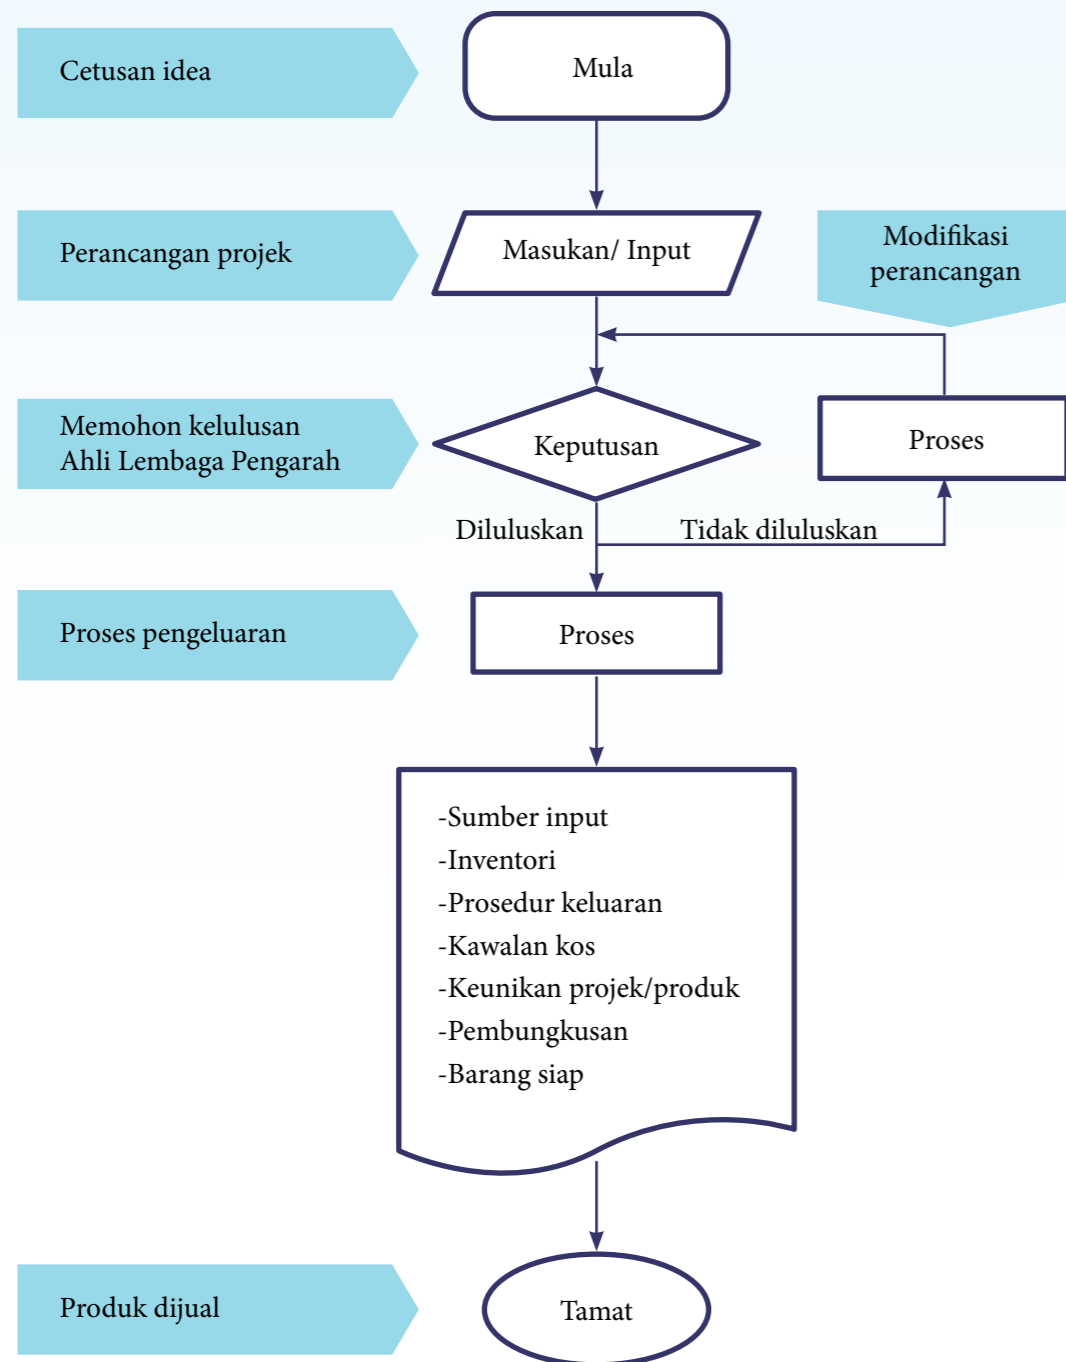 Cetusan idea
Mula
Perancangan projek
Masukan/ Input
Modifikasi
perancangan
Memohon kelulusan
Ahli Lembaga Pengarah
Keputusan
Proses
Diluluskan
Tidak diluluskan
Proses pengeluaran
Proses
-Sumber input
-Inventori
-Prosedur keluaran
-Kawalan kos
-Keunikan projek/produk
-Pembungkusan
-Barang siap
Produk dijual
Tamat